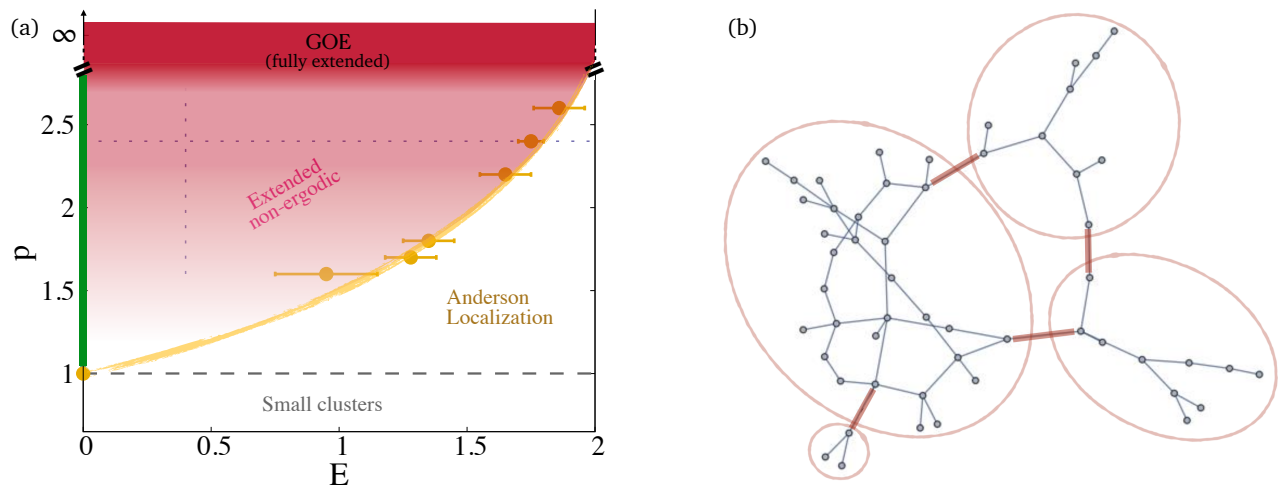 (a)
∞
GOE
(fully extended)
2.5
2
1.5
1
p
Extended
non-ergodic
Anderson
Localization
Small clusters
0
0.5
1
1.5
2
E
(b)